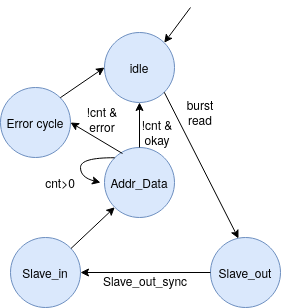 idle
burst
read
!cnt &
error
!cnt &
okay
Error cycle
cnt>0
Addr_Data
Slave_in
Slave_out_sync
Slave_out